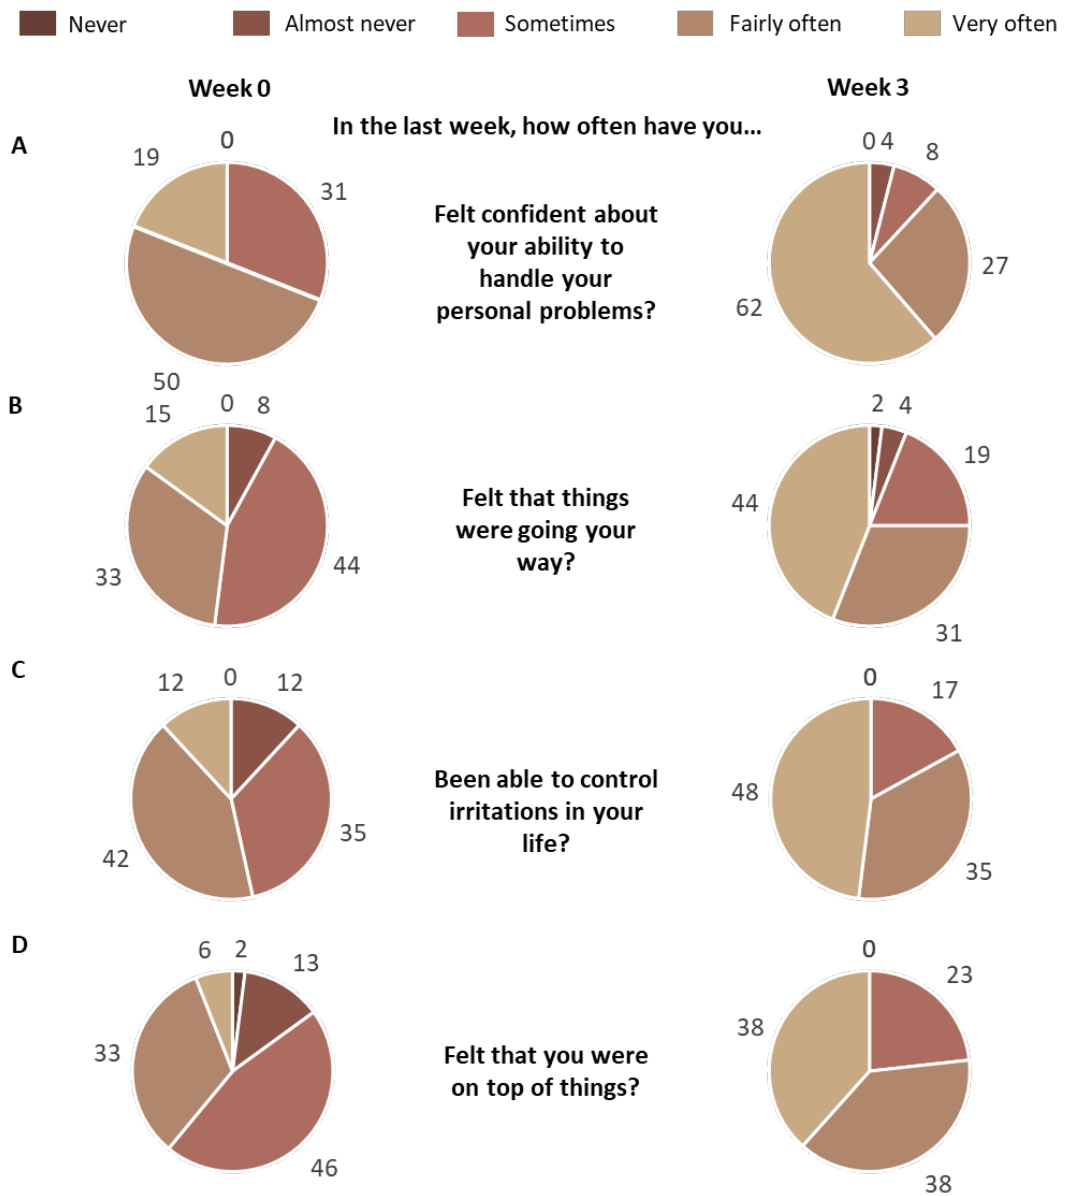 Never Almost never Sometimes Fairly often Very often
Week 0 Week 3
In the last week, how often have you...
A
0
19
31
50
Felt confident about
your ability to
handle your
personal problems?
0 4
8
27
62
B
0 8
15
33
44
Felt that things
were going your
way?
2 4
19
44
31
C
12 0 12
35
42
Been able to control
irritations in your
life?
0
17
48
35
D
6 2 13
33
46
Felt that you were
on top of things?
0
23
38
38